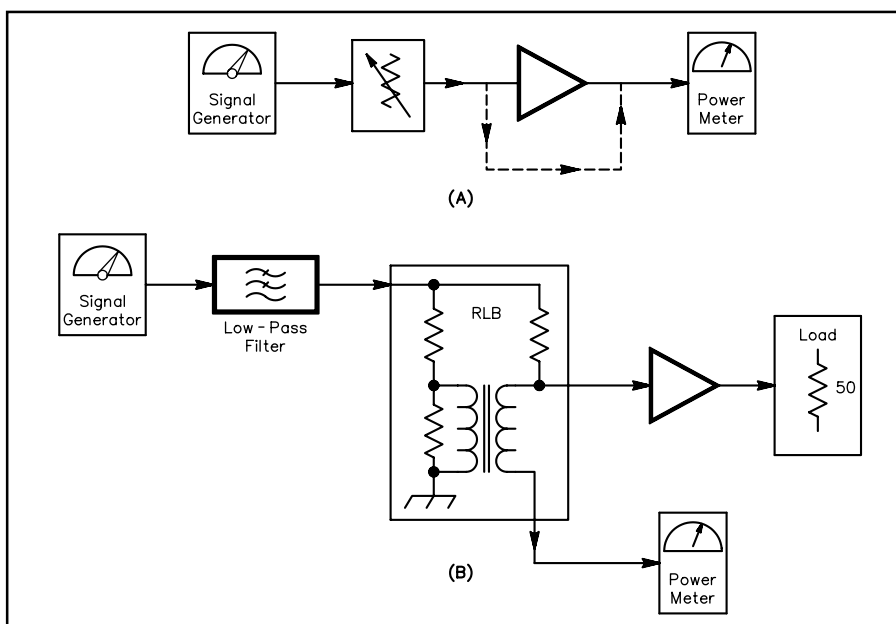 Signal
Generator
Power
Meter
(A)
Signal
Generator
Low-Pass
Filter
RLB
Load
50
Power
Meter
(B)